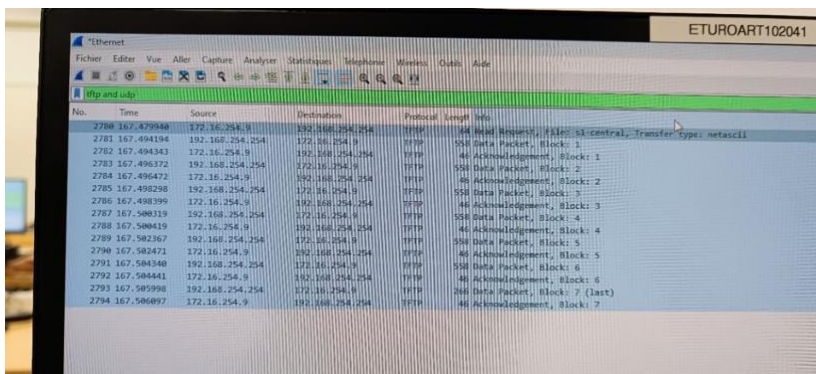 ETUROART102041
*Ethernet
Fichier Editer Vue Aller Capture Analyser Statistiques Telephonie Wireless Outils Aide
tftp and udp
No. Time Source Destination Protocol Length Info
2780 167.479940 172.16.254.9 192.168.254.254 TFTP 64 Read Request, File: si-central, Transfer type: netascii
2781 167.494194 192.168.254.254 172.16.254.9 TFTP 558 Data Packet, Block: 1
2782 167.494343 172.16.254.9 192.168.254.254 TFTP 46 Acknowledgement, Block: 1
2783 167.496372 192.168.254.254 172.16.254.9 TFTP 558 Data Packet, Block: 2
2784 167.496472 172.16.254.9 192.168.254.254 TFTP 46 Acknowledgement, Block: 2
2785 167.498298 192.168.254.254 172.16.254.9 TFTP 558 Data Packet, Block: 3
2786 167.498399 172.16.254.9 192.168.254.254 TFTP 46 Acknowledgement, Block: 3
2787 167.500319 192.168.254.254 172.16.254.9 TFTP 558 Data Packet, Block: 4
2788 167.500419 172.16.254.9 192.168.254.254 TFTP 46 Acknowledgement, Block: 4
2789 167.502367 192.168.254.254 172.16.254.9 TFTP 558 Data Packet, Block: 5
2790 167.502471 172.16.254.9 192.168.254.254 TFTP 46 Acknowledgement, Block: 5
2791 167.504340 192.168.254.254 172.16.254.9 TFTP 558 Data Packet, Block: 6
2792 167.504441 172.16.254.9 192.168.254.254 TFTP 46 Acknowledgement, Block: 6
2793 167.505998 192.168.254.254 172.16.254.9 TFTP 266 Data Packet, Block: 7 (last)
2794 167.506097 172.16.254.9 192.168.254.254 TFTP 46 Acknowledgement, Block: 7